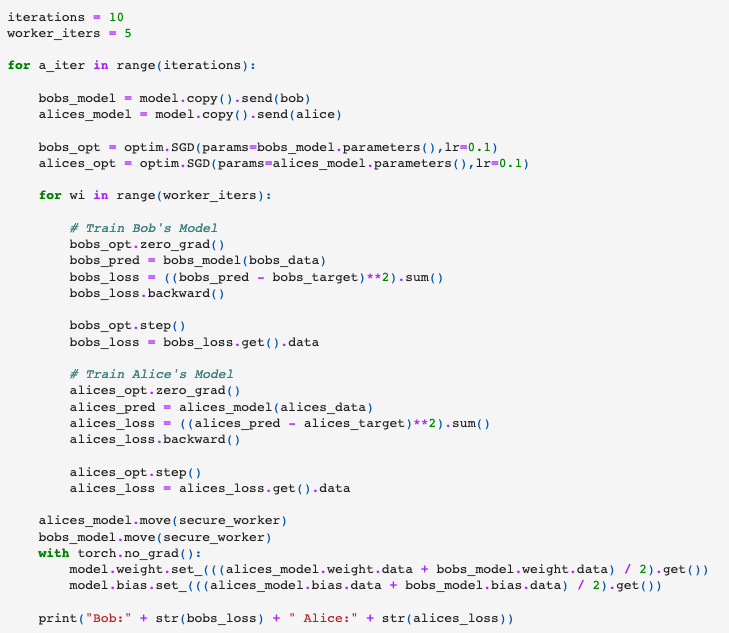 iterations = 10
worker_iters = 5
for a_iter in range(iterations):
    bobs_model = model.copy().send(bob)
    alices_model = model.copy().send(alice)
    bobs_opt = optim.SGD(params=bobs_model.parameters(),lr=0.1)
    alices_opt = optim.SGD(params=alices_model.parameters(),lr=0.1)
    for wi in range(worker_iters):
        # Train Bob's Model
        bobs_opt.zero_grad()
        bobs_pred = bobs_model(bobs_data)
        bobs_loss = ((bobs_pred - bobs_target)**2).sum()
        bobs_loss.backward()
        bobs_opt.step()
        bobs_loss = bobs_loss.get().data
        # Train Alice's Model
        alices_opt.zero_grad()
        alices_pred = alices_model(alices_data)
        alices_loss = ((alices_pred - alices_target)**2).sum()
        alices_loss.backward()
        alices_opt.step()
        alices_loss = alices_loss.get().data
    alices_model.move(secure_worker)
    bobs_model.move(secure_worker)
    with torch.no_grad():
        model.weight.set_(((alices_model.weight.data + bobs_model.weight.data) / 2).get())
        model.bias.set_(((alices_model.bias.data + bobs_model.bias.data) / 2).get())
    print("Bob:" + str(bobs_loss) + " Alice:" + str(alices_loss))